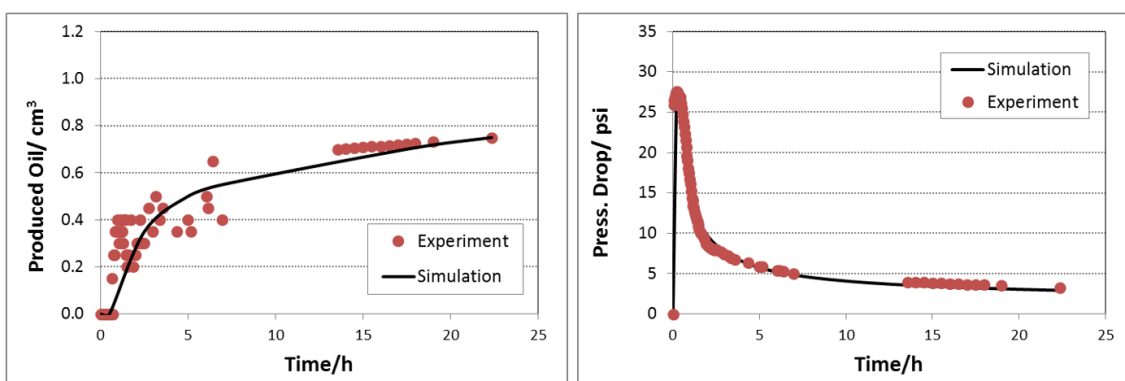 1.2
1.0
0.8
0.6
0.4
0.2
0.0
Produced Oil/ cm³
Experiment
Simulation
0 5 10 15 20 25
Time/h
35
30
25
20
15
10
5
0
Press. Drop/ psi
Simulation
Experiment
0 5 10 15 20 25
Time/h